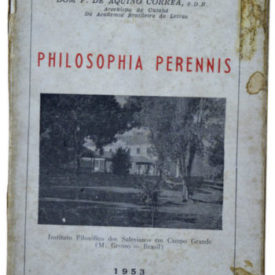 DOM F. DE AQUINO CORRÊA, S.D.B.
Arcebispo de Cuiabá
Da Academia Brasileira de Letras
PHILOSOPHIA PERENNIS
Instituto Filosófico dos Salesianos em Campo Grande
(M. Grosso — Brasil)
1953